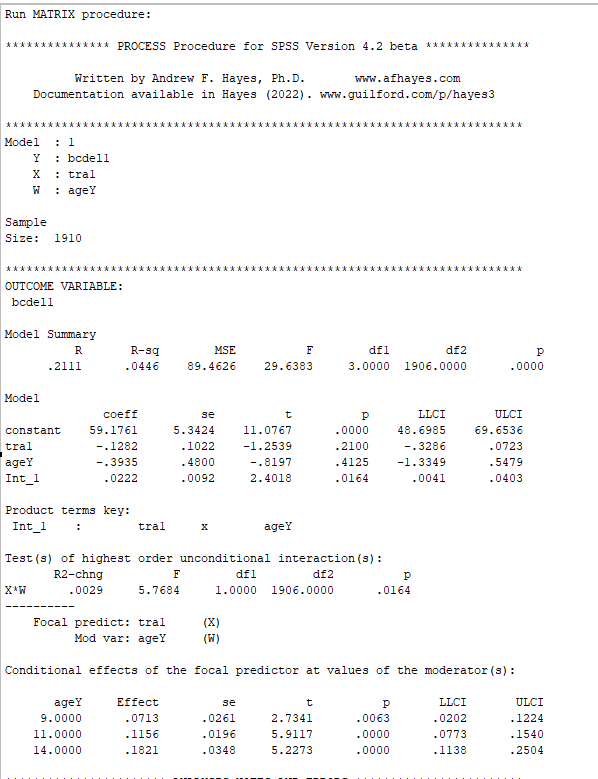 Run MATRIX procedure:
*************** PROCESS Procedure for SPSS Version 4.2 beta ***************
Written by Andrew F. Hayes, Ph.D. www.afhayes.com
Documentation available in Hayes (2022). www.guilford.com/p/hayes3
**************************************************************************
Model : 1
Y : bcdel1
X : tra1
W : ageY
Sample
Size: 1910
**************************************************************************
OUTCOME VARIABLE:
bcdel1
Model Summary
R R-sq MSE F df1 df2 p
.2111 .0446 89.4626 29.6383 3.0000 1906.0000 .0000
Model
coeff se t p LLCI ULCI
constant 59.1761 5.3424 11.0767 .0000 48.6985 69.6536
tra1 -.1282 .1022 -1.2539 .2100 -.3286 .0723
ageY -.3935 .4800 -.8197 .4125 -1.3349 .5479
Int_1 .0222 .0092 2.4018 .0164 .0041 .0403
Product terms key:
Int_1 : tra1 x ageY
Test(s) of highest order unconditional interaction(s):
R2-chng F df1 df2 p
X*W .0029 5.7684 1.0000 1906.0000 .0164
----------
Focal predict: tra1 (X)
Mod var: ageY (W)
Conditional effects of the focal predictor at values of the moderator(s):
ageY Effect se t p LLCI ULCI
9.0000 .0713 .0261 2.7341 .0063 .0202 .1224
11.0000 .1156 .0196 5.9117 .0000 .0773 .1540
14.0000 .1821 .0348 5.2273 .0000 .1138 .2504